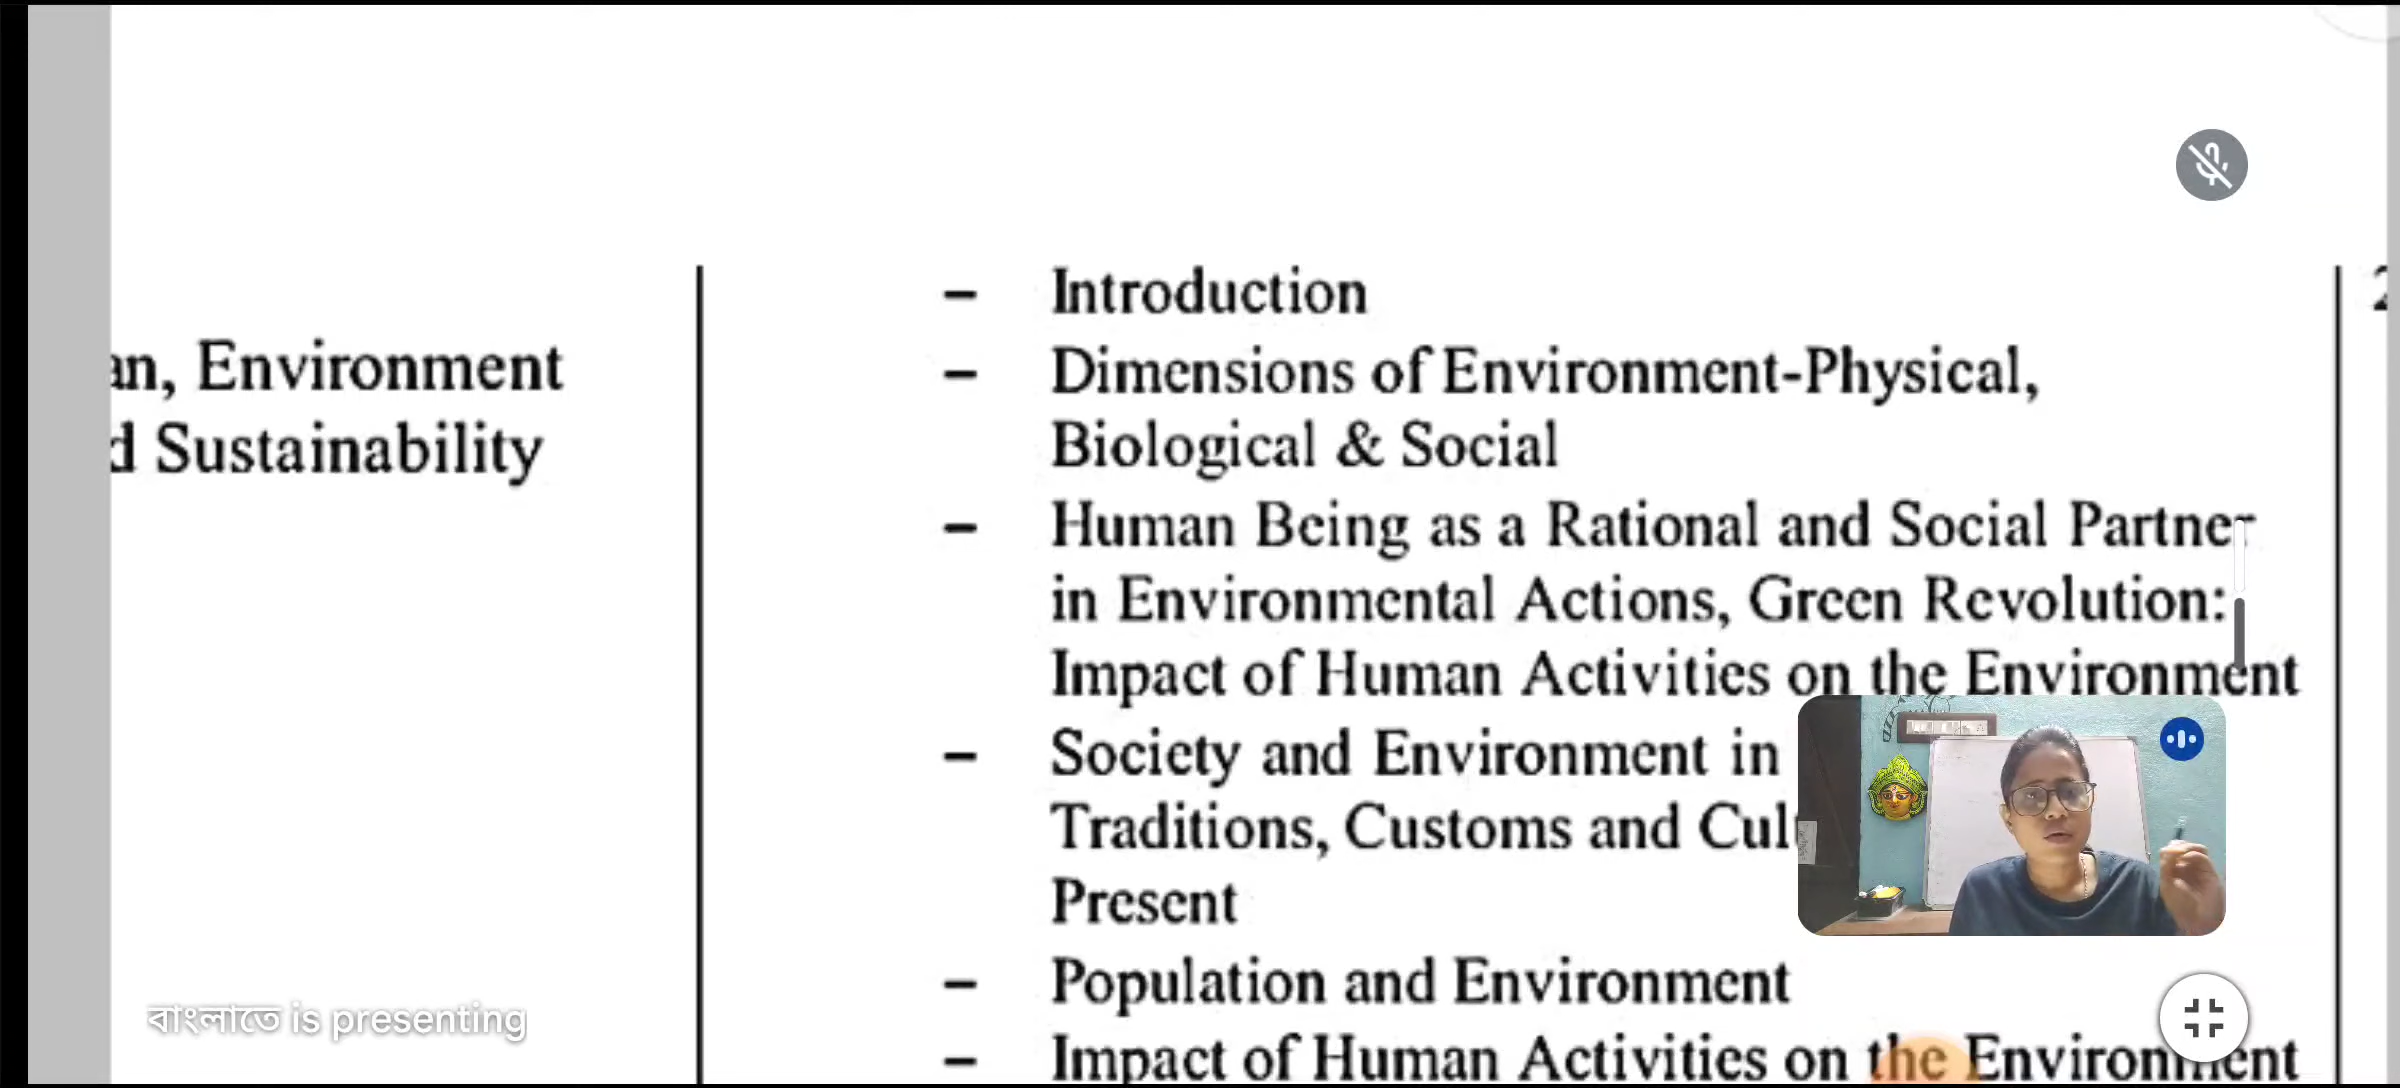 – Introduction
an, Environment
d Sustainability
– Dimensions of Environment-Physical,
Biological & Social
– Human Being as a Rational and Social Partner
in Environmental Actions, Green Revolution:
Impact of Human Activities on the Environment
– Society and Environment in
Traditions, Customs and Cul
Present
– Population and Environment
– Impact of Human Activities on the Environment
বাংলাতে is presenting